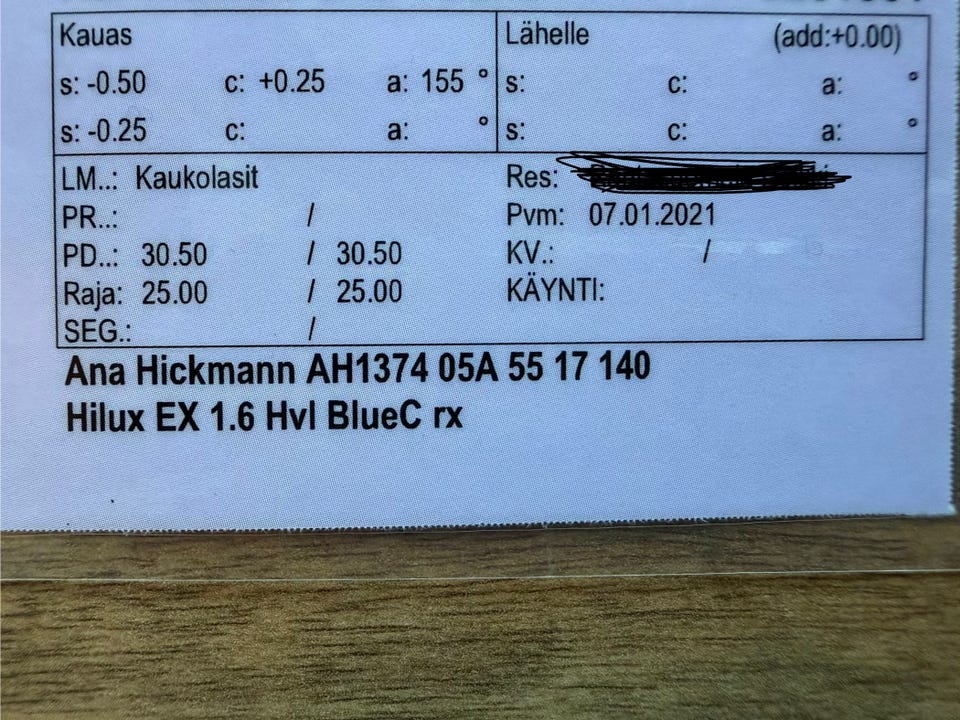 Kauas
s: -0.50 c: +0.25 a: 155 °
s: -0.25 c: a: °
Lähelle (add:+0.00)
s: c: a: °
s: c: a: °
LM..: Kaukolasit
PR..: /
PD..: 30.50 / 30.50
Raja: 25.00 / 25.00
SEG.: /
Res:
Pvm: 07.01.2021
KV.: /
KÄYNTI:
Ana Hickmann AH1374 05A 55 17 140
Hilux EX 1.6 Hvl BlueC rx